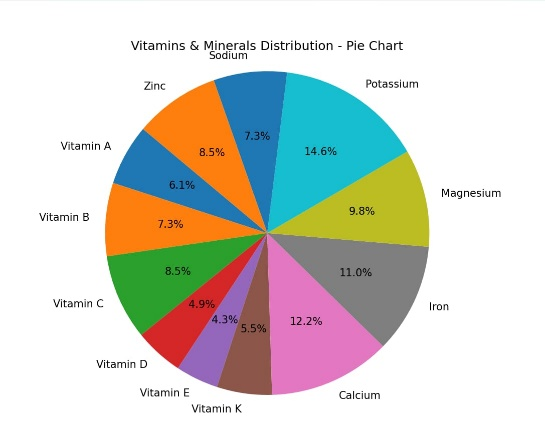 Vitamins & Minerals Distribution - Pie Chart
Sodium
7.3%
Potassium
14.6%
Magnesium
9.8%
Iron
11.0%
Calcium
12.2%
Vitamin K
5.5%
Vitamin E
4.3%
Vitamin D
4.9%
Vitamin C
8.5%
Vitamin B
7.3%
Vitamin A
6.1%
Zinc
8.5%